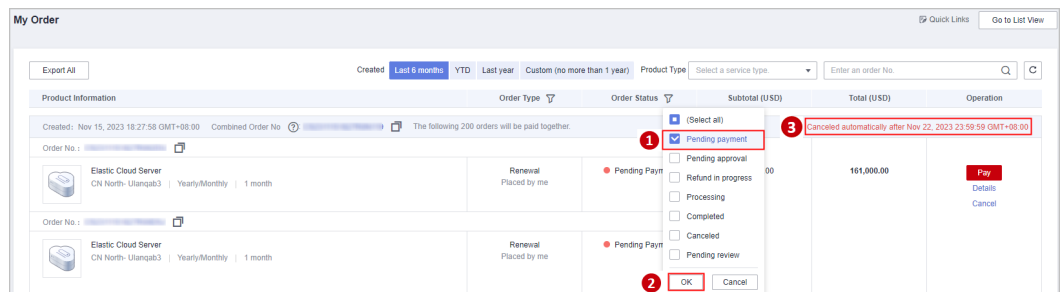 My Order
Quick Links
Go to List View
Export All
Created Last 6 months YTD Last year Custom (no more than 1 year) Product Type Select a service type. Enter an order No.
Product Information Order Type Order Status Subtotal (USD) Total (USD) Operation
Created: Nov 15, 2023 18:27:58 GMT+08:00 Combined Order No ? The following 200 orders will be paid together.
(Select all)
3 Canceled automatically after Nov 22, 2023 23:59:59 GMT+08:00
1 Pending payment
Order No.:
Pending approval
Elastic Cloud Server
CN North- Ulanqab3 | Yearly/Monthly | 1 month
Renewal
Placed by me
Pending Paym
00
161,000.00
Pay
Details
Cancel
Refund in progress
Processing
Completed
Order No.:
Canceled
Elastic Cloud Server
CN North- Ulanqab3 | Yearly/Monthly | 1 month
Renewal
Placed by me
Pending Paym
Pending review
2 OK Cancel